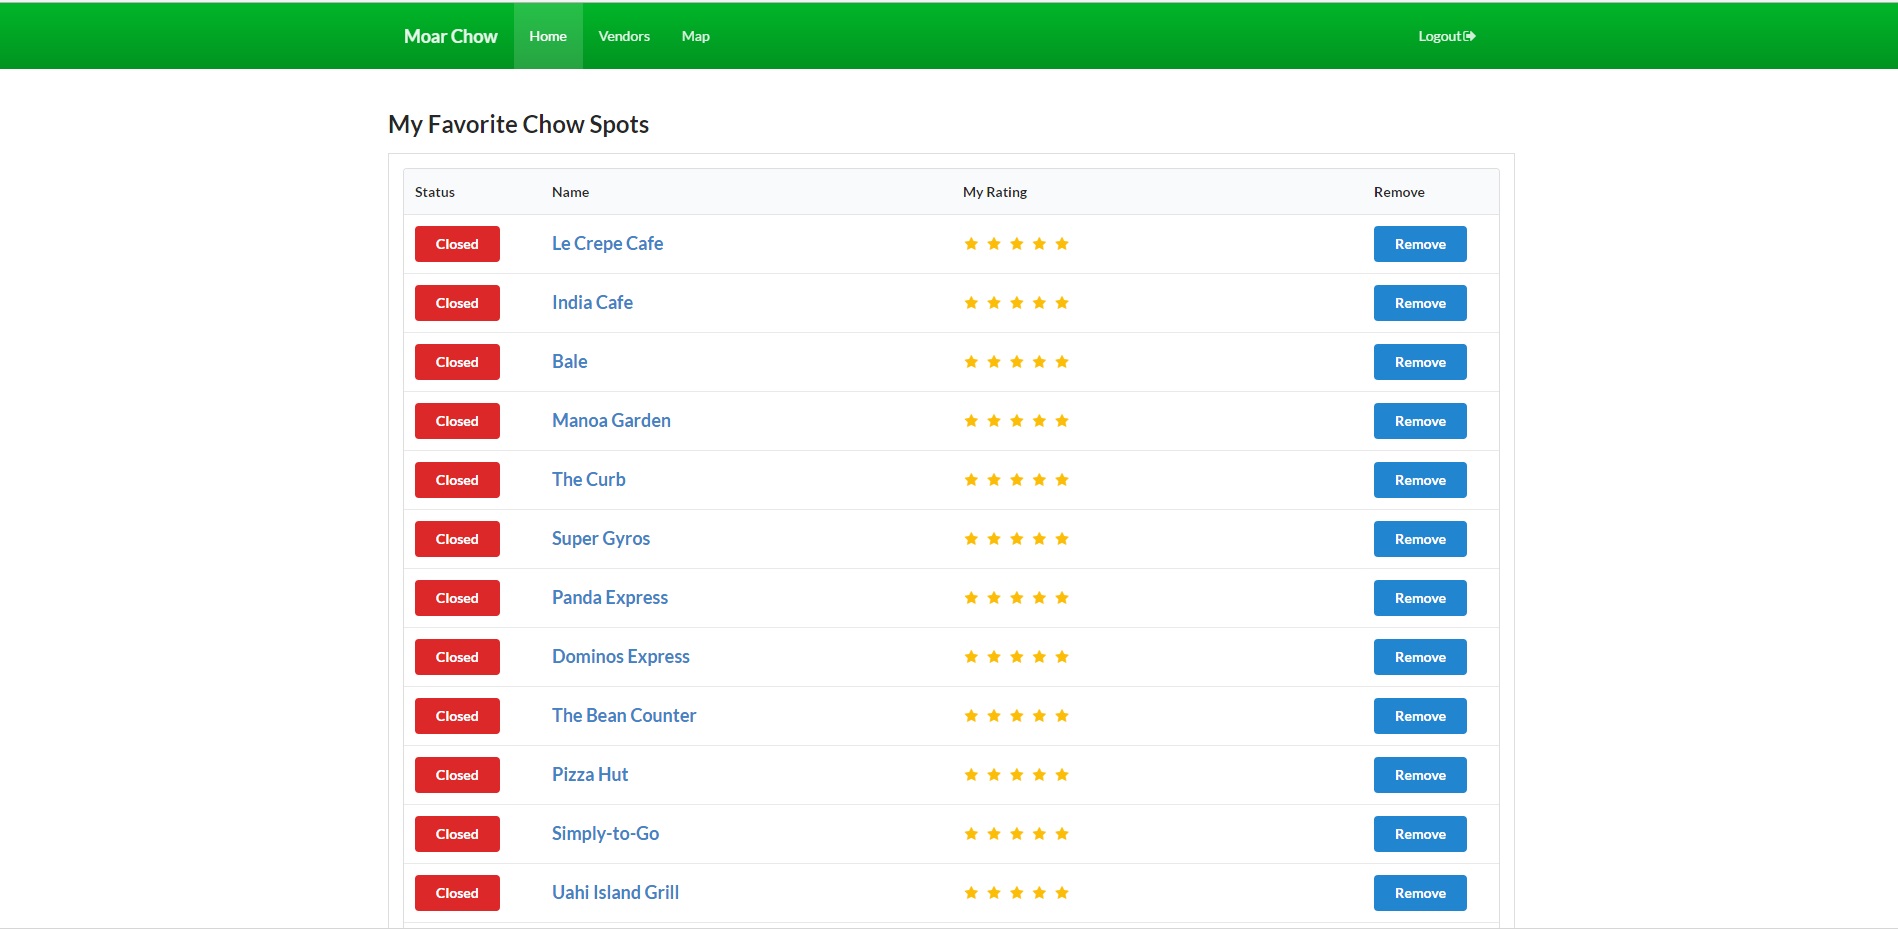 Moar Chow Home Vendors Map Logout
My Favorite Chow Spots
Status Name My Rating Remove
Closed Le Crepe Cafe Remove
Closed India Cafe Remove
Closed Bale Remove
Closed Manoa Garden Remove
Closed The Curb Remove
Closed Super Gyros Remove
Closed Panda Express Remove
Closed Dominos Express Remove
Closed The Bean Counter Remove
Closed Pizza Hut Remove
Closed Simply-to-Go Remove
Closed Uahi Island Grill Remove